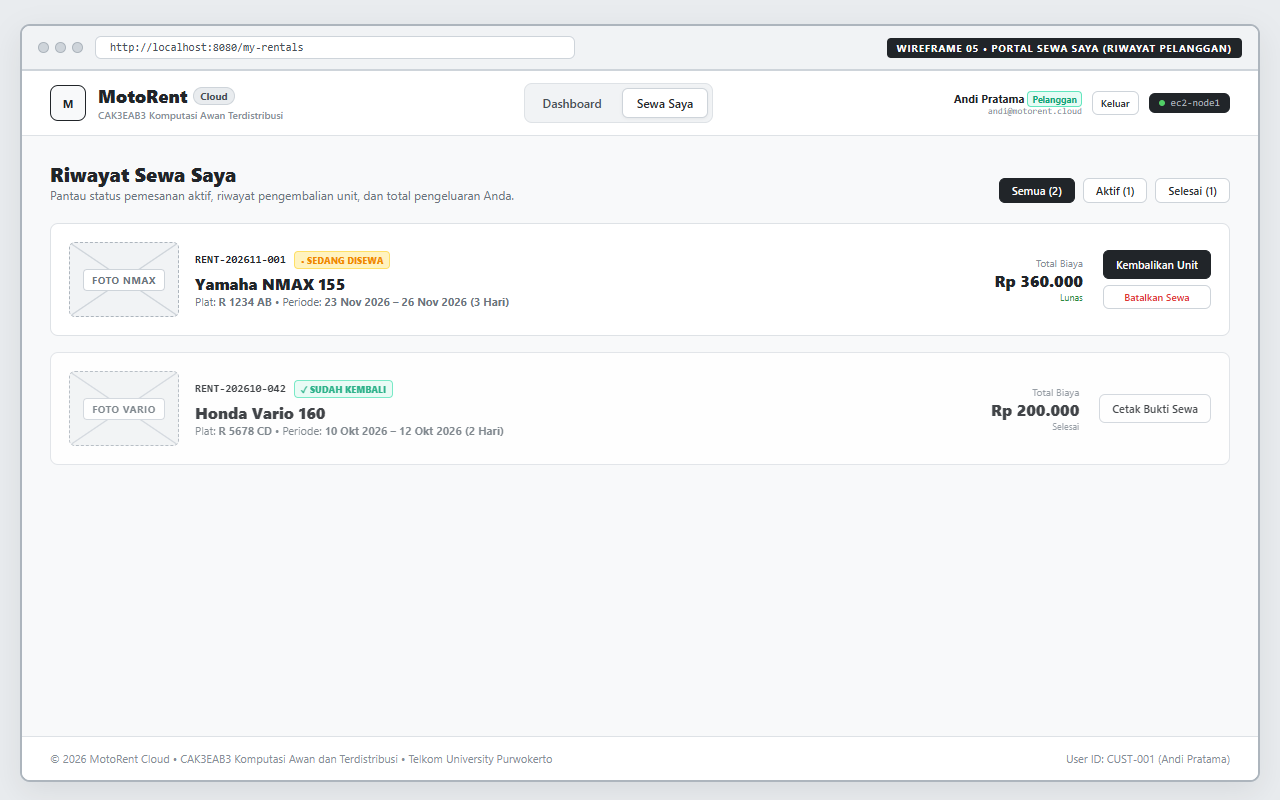 http://localhost:8080/my-rentals
WIREFRAME 05 • PORTAL SEWA SAYA (RIWAYAT PELANGGAN)
M
MotoRent Cloud
CAK3EAB3 Komputasi Awan Terdistribusi
Dashboard
Sewa Saya
Andi Pratama Pelanggan
andi@motorent.cloud
Keluar
ec2-node1
Riwayat Sewa Saya
Pantau status pemesanan aktif, riwayat pengembalian unit, dan total pengeluaran Anda.
Semua (2)
Aktif (1)
Selesai (1)
FOTO NMAX
RENT-202611-001 • SEDANG DISEWA
Yamaha NMAX 155
Plat: R 1234 AB • Periode: 23 Nov 2026 – 26 Nov 2026 (3 Hari)
Total Biaya
Rp 360.000
Lunas
Kembalikan Unit
Batalkan Sewa
FOTO VARIO
RENT-202610-042 ✓ SUDAH KEMBALI
Honda Vario 160
Plat: R 5678 CD • Periode: 10 Okt 2026 – 12 Okt 2026 (2 Hari)
Total Biaya
Rp 200.000
Selesai
Cetak Bukti Sewa
© 2026 MotoRent Cloud • CAK3EAB3 Komputasi Awan dan Terdistribusi • Telkom University Purwokerto
User ID: CUST-001 (Andi Pratama)